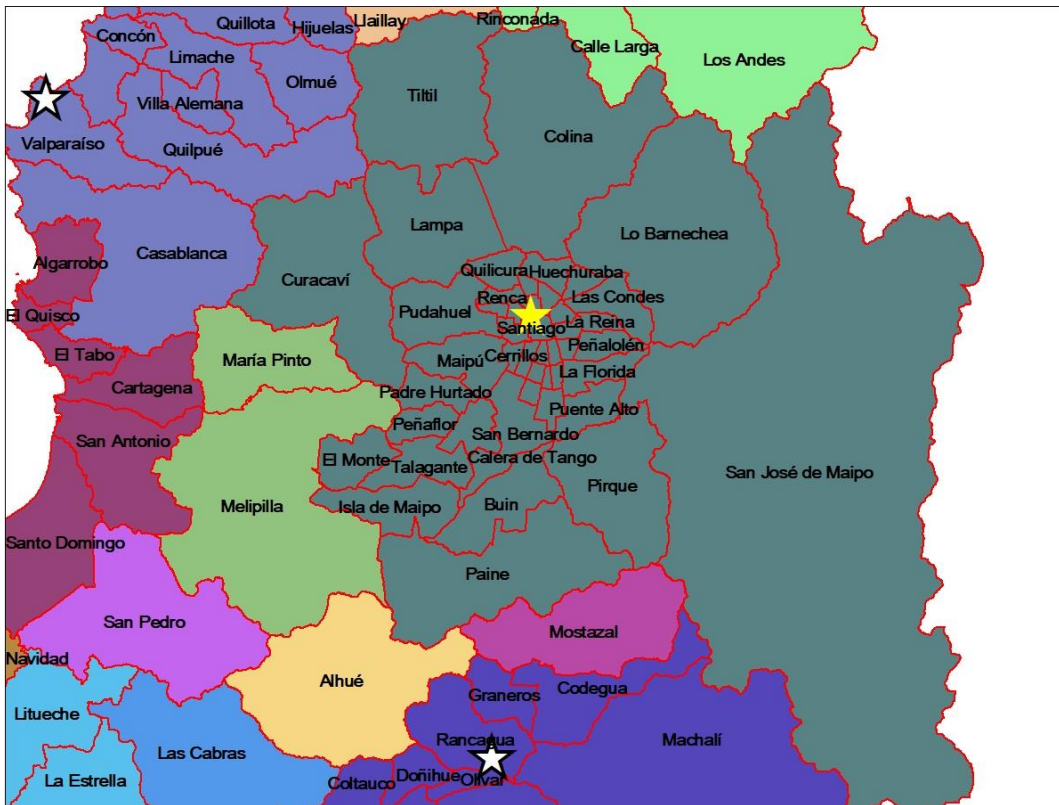 Quillota
Hijuelas
Llaillay
Rinconada
Concón
Limache
Calle Larga
Los Andes
Olmué
Tiltil
Villa Alemana
Colina
Valparaíso
Quilpué
Lampa
Lo Barnechea
Casablanca
Algarrobo
Curacaví
Quilicura
Huechuraba
Renca
Las Condes
Pudahuel
El Quisco
Santiago
La Reina
Peñalolén
El Tabo
María Pinto
Maipú
Cerrillos
La Florida
Cartagena
Padre Hurtado
Puente Alto
Peñaflor
San Bernardo
San Antonio
El Monte
Talagante
Calera de Tango
Pirque
San José de Maipo
Melipilla
Isla de Maipo
Buin
Santo Domingo
Paine
San Pedro
Mostazal
Navidad
Alhué
Graneros
Codegua
Litueche
Las Cabras
Rancagua
Machalí
La Estrella
Coltauco
Doñihue
Olivar